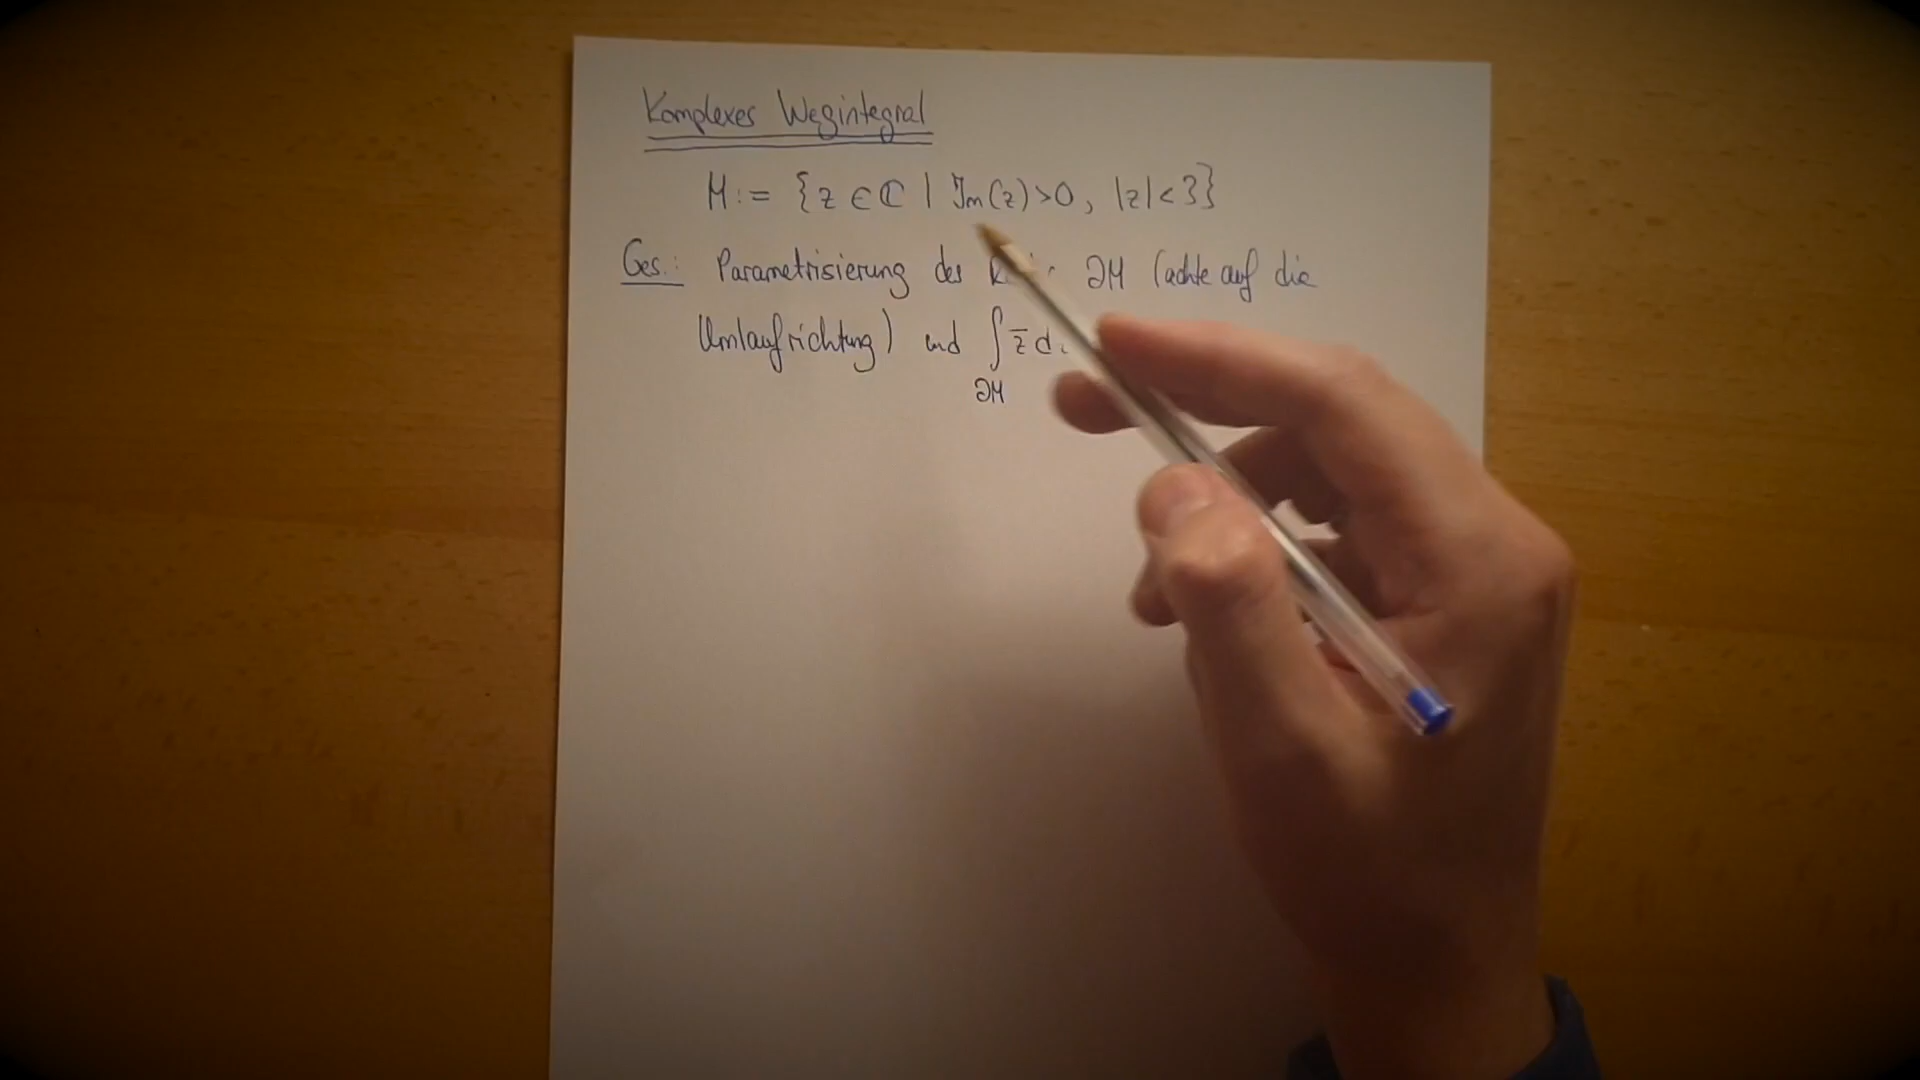 Komplexes Wegintegral
M := {z ∈ ℂ | Im(z)>0, |z|<3}
Ges.: Parametrisierung des ∂M (achte auf die
Umlaufrichtung) und ∫ z̄ d
∂M